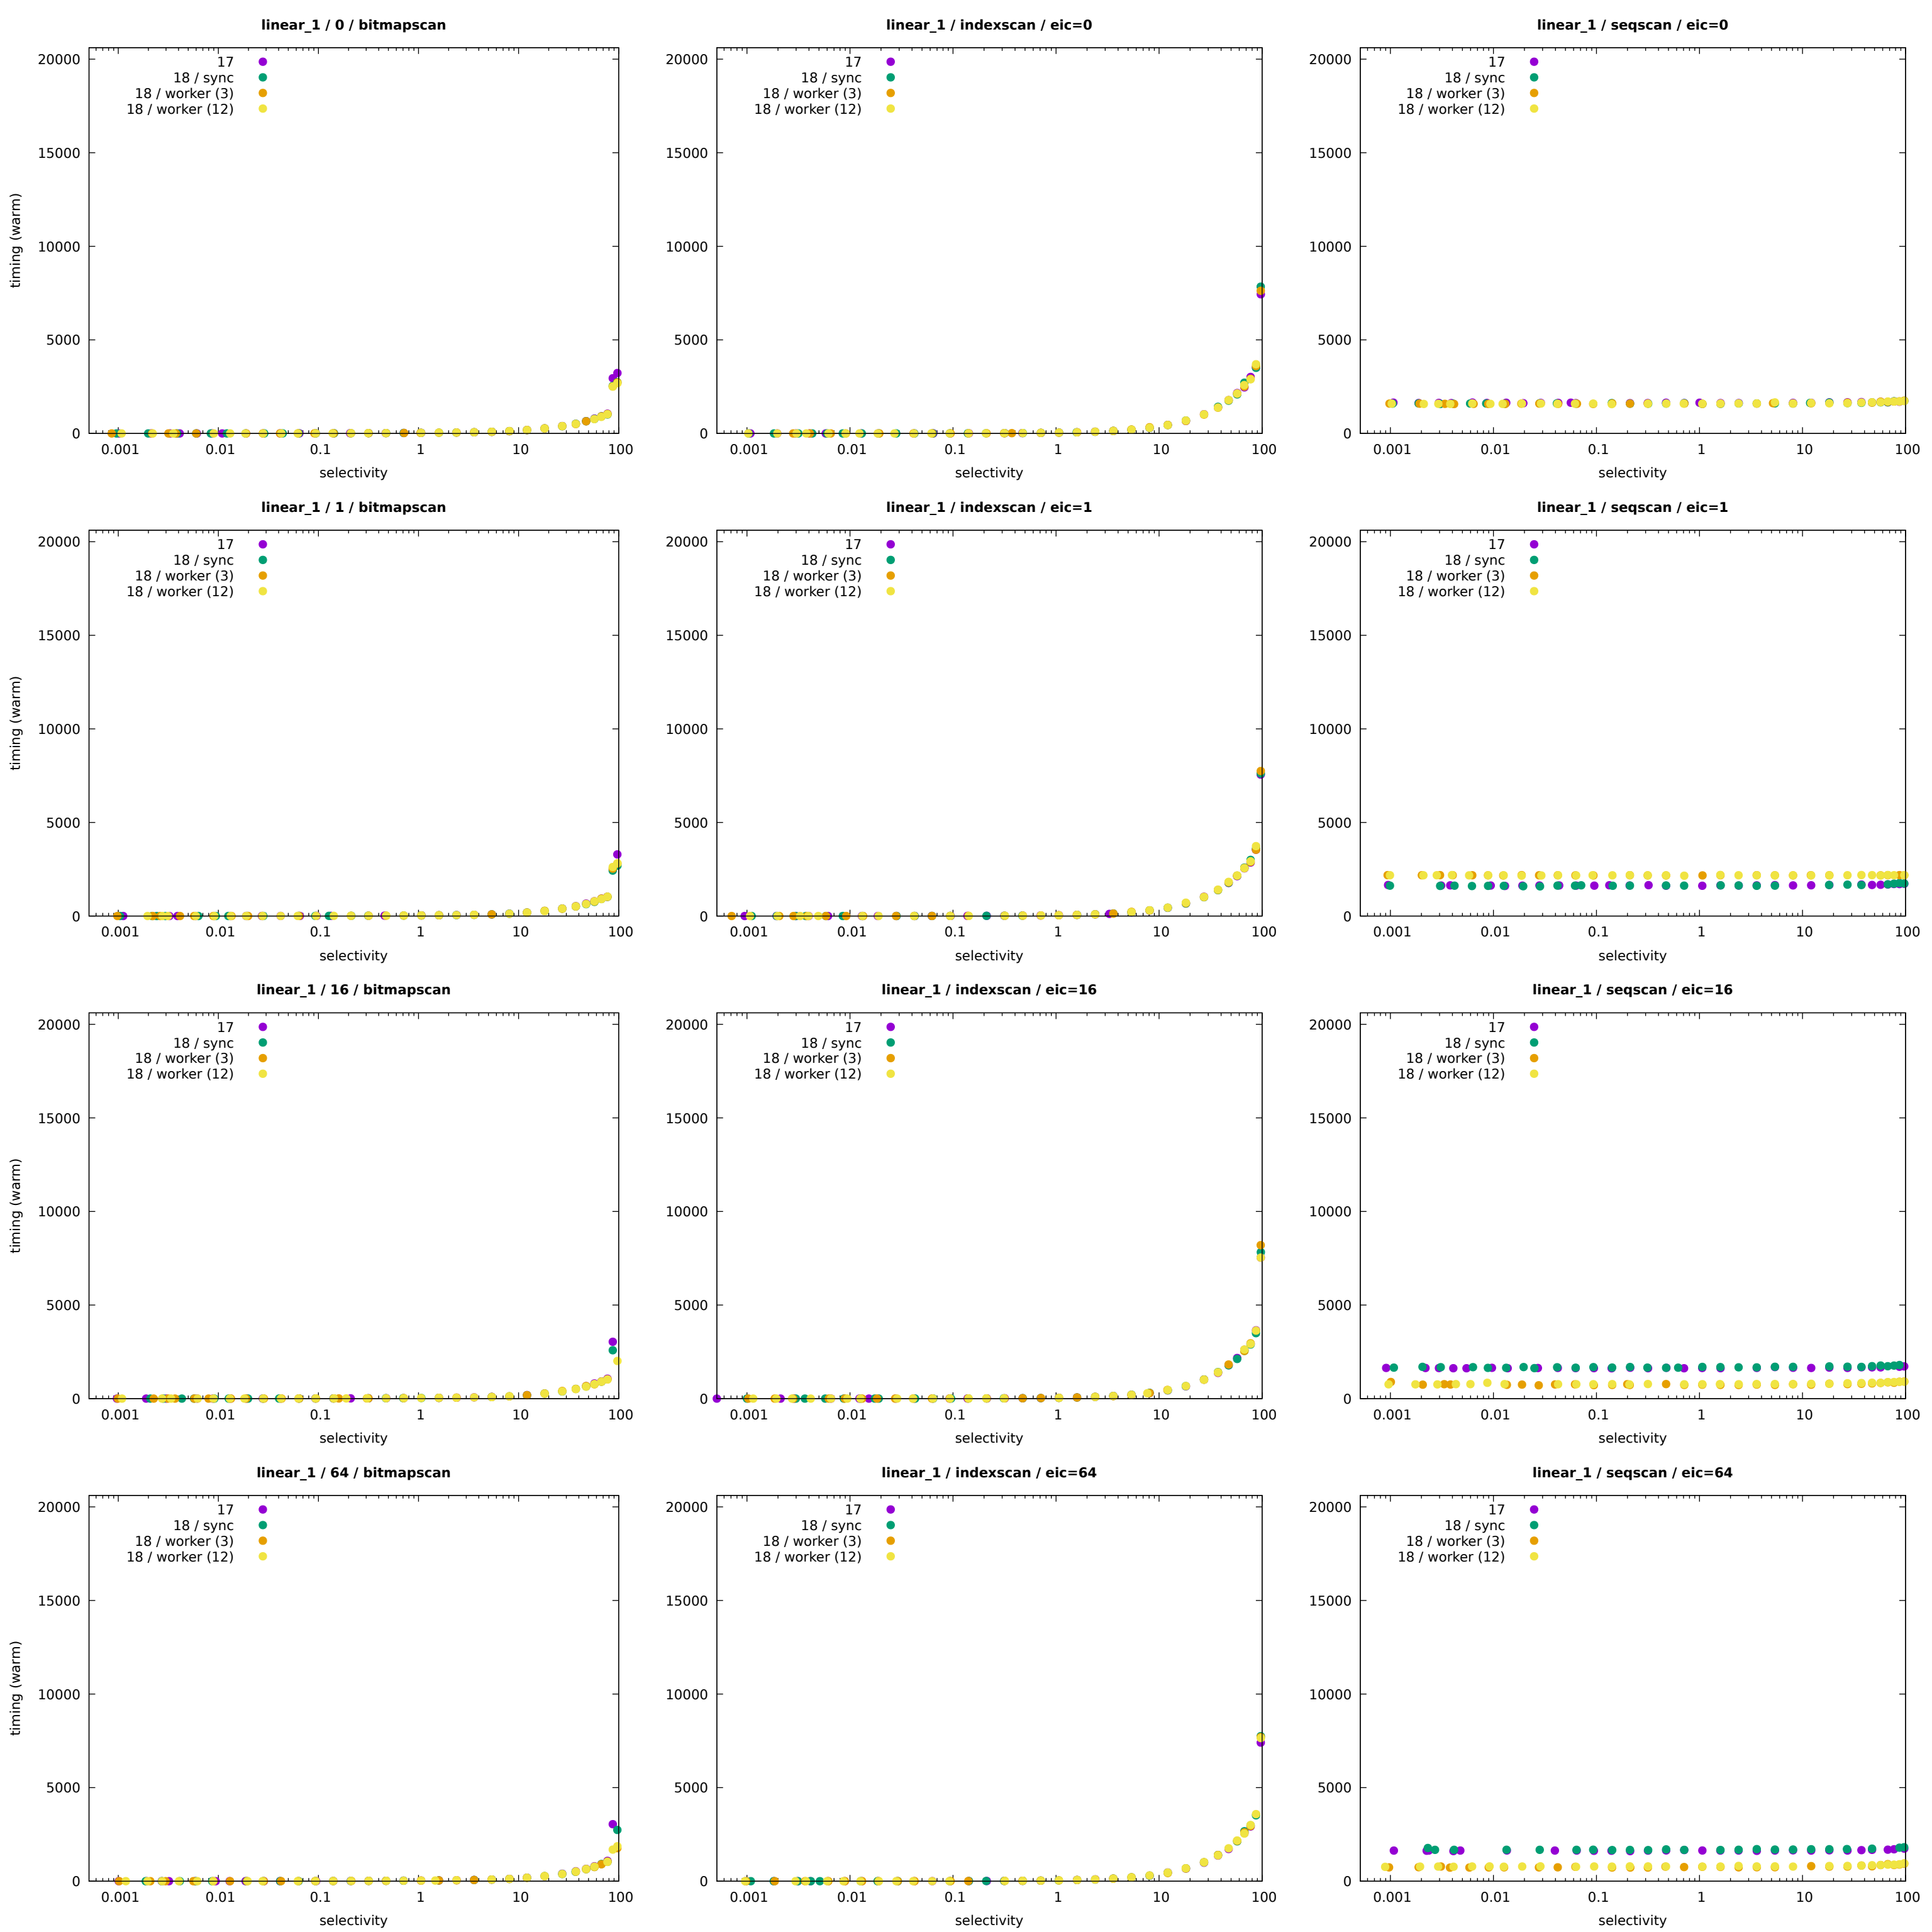 linear_1 / 0 / bitmapscan
linear_1 / indexscan / eic=0
linear_1 / seqscan / eic=0
20000
15000
10000
5000
0
timing (warm)
17
18 / sync
18 / worker (3)
18 / worker (12)
0.001 0.01 0.1 1 10 100
selectivity
20000
15000
10000
5000
0
17
18 / sync
18 / worker (3)
18 / worker (12)
0.001 0.01 0.1 1 10 100
selectivity
20000
15000
10000
5000
0
17
18 / sync
18 / worker (3)
18 / worker (12)
0.001 0.01 0.1 1 10 100
selectivity
linear_1 / 1 / bitmapscan
linear_1 / indexscan / eic=1
linear_1 / seqscan / eic=1
20000
15000
10000
5000
0
timing (warm)
17
18 / sync
18 / worker (3)
18 / worker (12)
0.001 0.01 0.1 1 10 100
selectivity
20000
15000
10000
5000
0
17
18 / sync
18 / worker (3)
18 / worker (12)
0.001 0.01 0.1 1 10 100
selectivity
20000
15000
10000
5000
0
17
18 / sync
18 / worker (3)
18 / worker (12)
0.001 0.01 0.1 1 10 100
selectivity
linear_1 / 16 / bitmapscan
linear_1 / indexscan / eic=16
linear_1 / seqscan / eic=16
20000
15000
10000
5000
0
timing (warm)
17
18 / sync
18 / worker (3)
18 / worker (12)
0.001 0.01 0.1 1 10 100
selectivity
20000
15000
10000
5000
0
17
18 / sync
18 / worker (3)
18 / worker (12)
0.001 0.01 0.1 1 10 100
selectivity
20000
15000
10000
5000
0
17
18 / sync
18 / worker (3)
18 / worker (12)
0.001 0.01 0.1 1 10 100
selectivity
linear_1 / 64 / bitmapscan
linear_1 / indexscan / eic=64
linear_1 / seqscan / eic=64
20000
15000
10000
5000
0
timing (warm)
17
18 / sync
18 / worker (3)
18 / worker (12)
0.001 0.01 0.1 1 10 100
selectivity
20000
15000
10000
5000
0
17
18 / sync
18 / worker (3)
18 / worker (12)
0.001 0.01 0.1 1 10 100
selectivity
20000
15000
10000
5000
0
17
18 / sync
18 / worker (3)
18 / worker (12)
0.001 0.01 0.1 1 10 100
selectivity